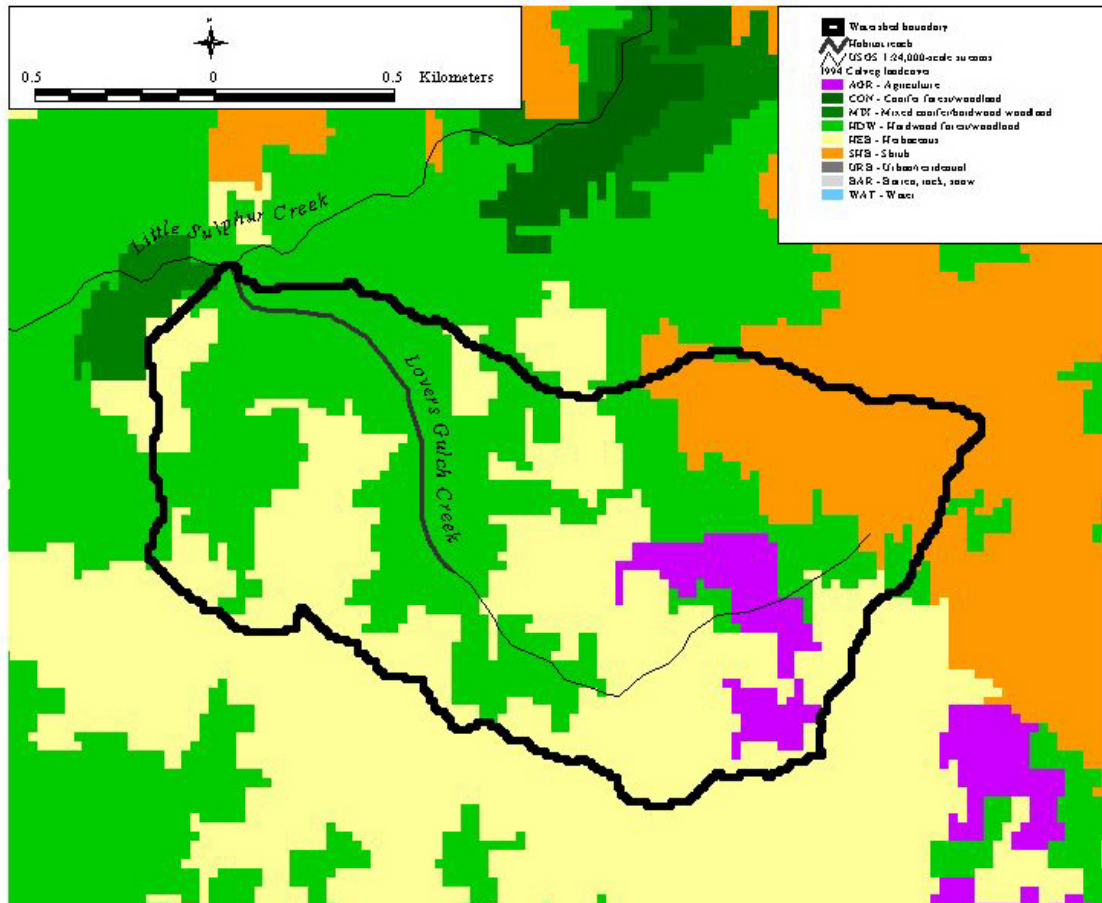 0.5 0 0.5 Kilometers
Watershed boundary
Habitat reach
USGS 1:24,000-scale streams
1994 Calveg landcover
AGR - Agriculture
CON - Conifer forest/woodland
MIX - Mixed conifer/hardwood woodland
HDW - Hardwood forest/woodland
HEB - Herbaceous
SHB - Shrub
URB - Urban/residential
BAR - Barren, rock, snow
WAT - Water
Little Sulphur Creek
Lovers Gulch Creek